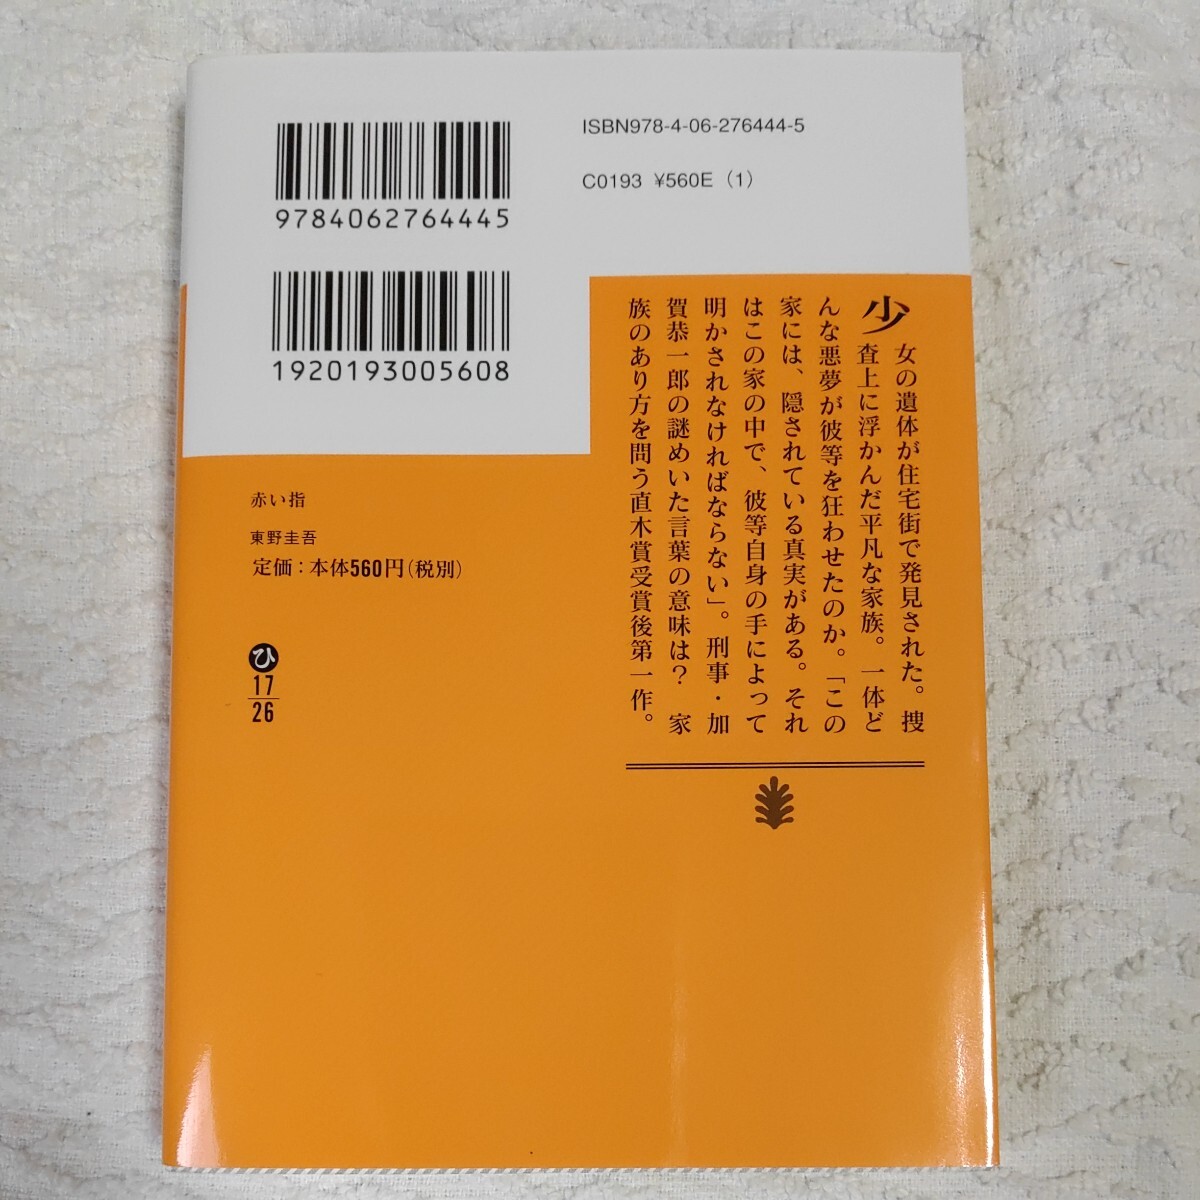 ISBN978-4-06-276444-5
C0193 ¥560E (1)
9784062764445
1920193005608
赤い指
東野圭吾
定価：本体560円(税別)
ひ
17
26
少女の遺体が住宅街で発見された。捜
査上に浮かんだ平凡な家族。一体ど
んな悪夢が彼等を狂わせたのか。「この
家には、隠されている真実がある。それ
はこの家の中で、彼等自身の手によって
明かされなければならない」。刑事・加
賀恭一郎の謎めいた言葉の意味は？　家
族のあり方を問う直木賞受賞後第一作。